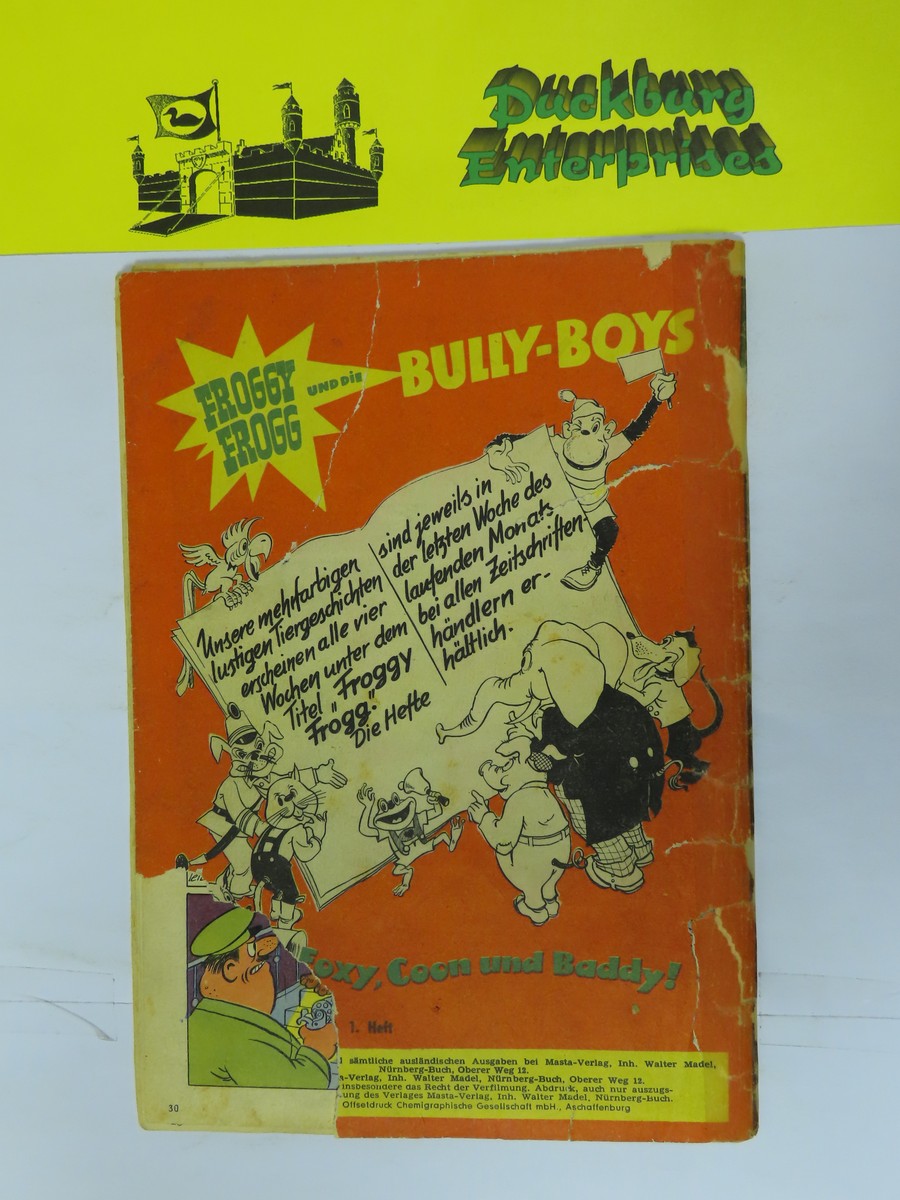 Duckburg
Enterprises
FROGGY
FROGG
UND DIE
BULLY-BOYS
Unsere mehrfarbigen
lustigen Tiergeschichten
erscheinen alle vier
Wochen unter dem
Titel „Froggy
Frogg."
Die Hefte
sind jeweils in
der letzten Woche des
laufenden Monats
bei allen Zeitschriften-
händlern er-
hältlich.
Foxy, Coon und Baddy!
1. Heft
sämtliche ausländischen Ausgaben bei Masta-Verlag, Inh. Walter Madel,
Nürnberg-Buch, Oberer Weg 12.
a-Verlag, Inh. Walter Madel, Nürnberg-Buch, Oberer Weg 12.
insbesondere das Recht der Verfilmung. Abdruck, auch nur auszugs-
ung des Verlages Masta-Verlag, Inh. Walter Madel, Nürnberg-Buch.
Offsetdruck Chemigraphische Gesellschaft mbH., Aschaffenburg
30